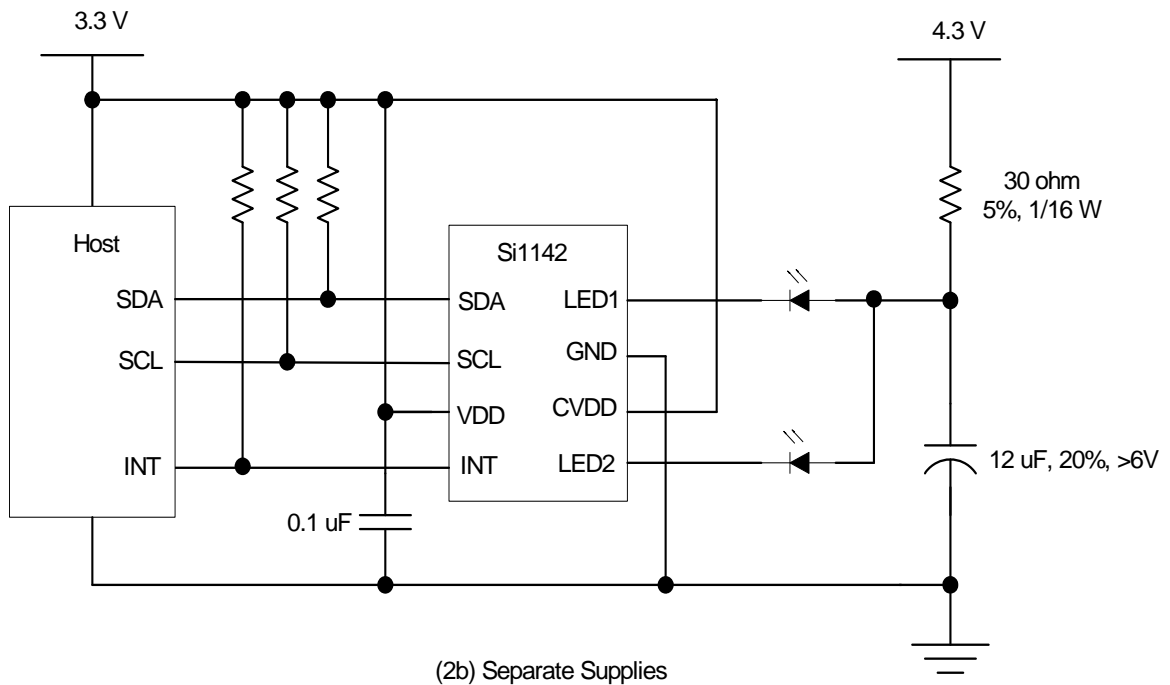 3.3 V
4.3 V
30 ohm
5%, 1/16 W
Host
Si1142
SDA
SDA
LED1
GND
SCL
SCL
CVDD
VDD
LED2
INT
INT
12 uF, 20%, >6V
0.1 uF
(2b) Separate Supplies